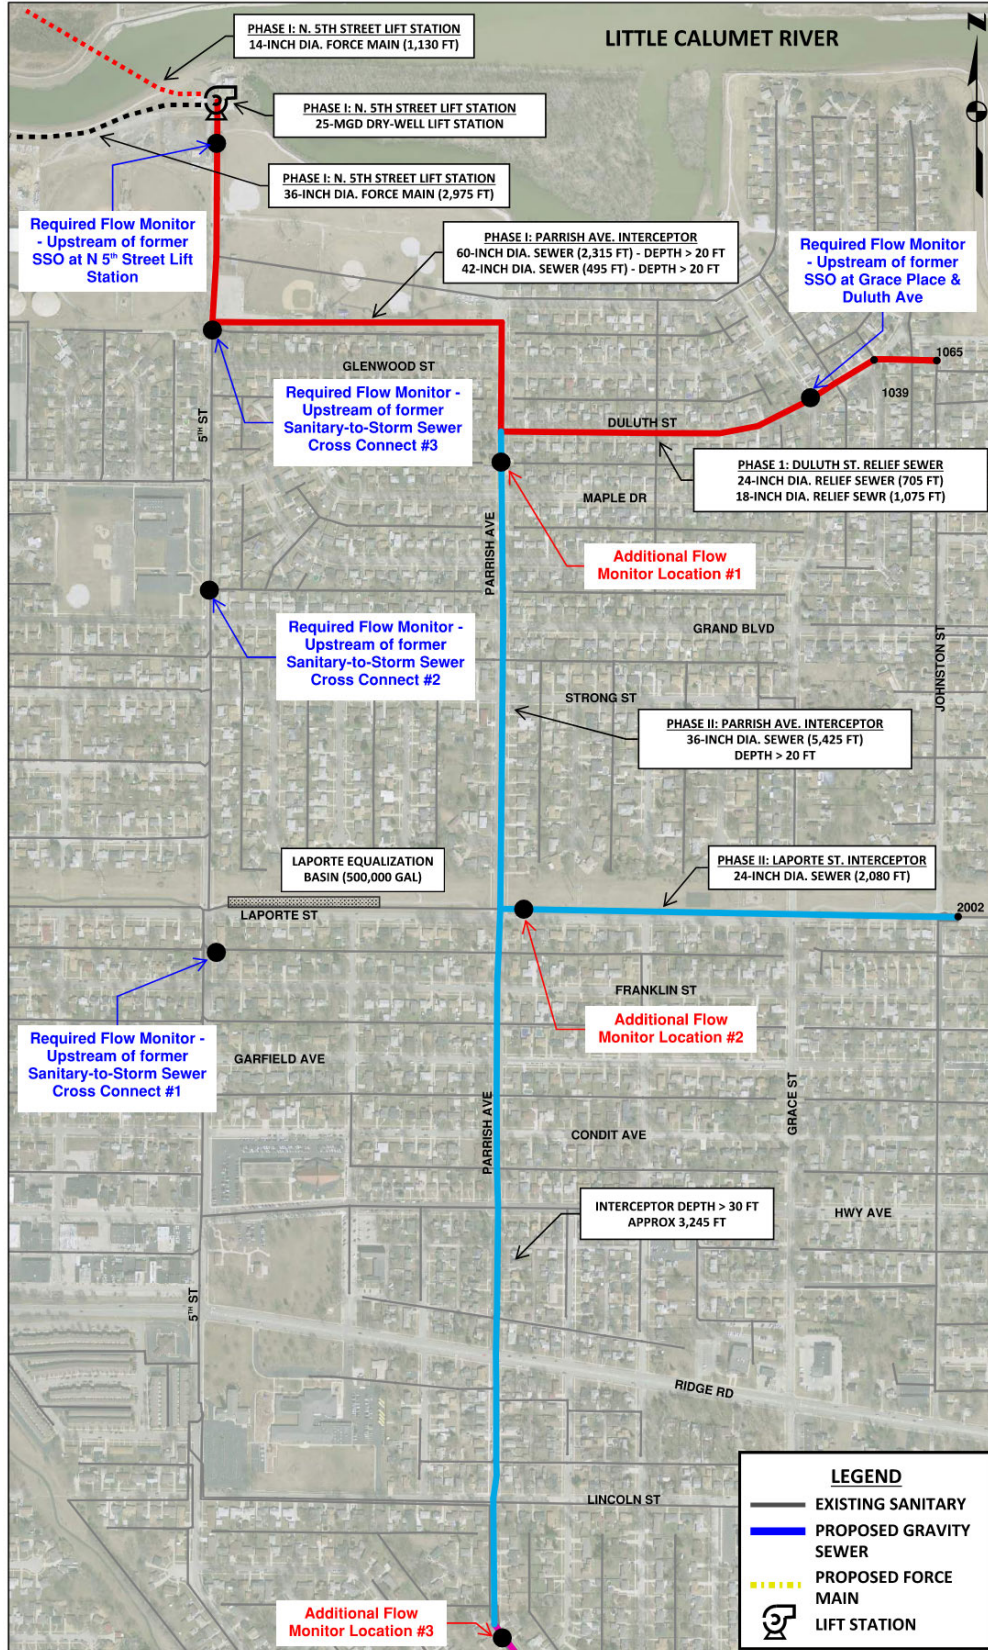 PHASE I: N. 5TH STREET LIFT STATION
14-INCH DIA. FORCE MAIN (1,130 FT)
LITTLE CALUMET RIVER
Z
PHASE I: N. 5TH STREET LIFT STATION
25-MGD DRY-WELL LIFT STATION
PHASE I: N. 5TH STREET LIFT STATION
36-INCH DIA. FORCE MAIN (2,975 FT)
Required Flow Monitor
- Upstream of former
SSO at N 5th Street Lift
Station
PHASE I: PARRISH AVE. INTERCEPTOR
60-INCH DIA. SEWER (2,315 FT) - DEPTH > 20 FT
42-INCH DIA. SEWER (495 FT) - DEPTH > 20 FT
Required Flow Monitor
- Upstream of former
SSO at Grace Place &
Duluth Ave
GLENWOOD ST
1065
1039
Required Flow Monitor -
Upstream of former
Sanitary-to-Storm Sewer
Cross Connect #3
5TH ST
DULUTH ST
PHASE 1: DULUTH ST. RELIEF SEWER
24-INCH DIA. RELIEF SEWER (705 FT)
18-INCH DIA. RELIEF SEWR (1,075 FT)
MAPLE DR
PARRISH AVE
Additional Flow
Monitor Location #1
Required Flow Monitor -
Upstream of former
Sanitary-to-Storm Sewer
Cross Connect #2
GRAND BLVD
JOHNSTON ST
STRONG ST
PHASE II: PARRISH AVE. INTERCEPTOR
36-INCH DIA. SEWER (5,425 FT)
DEPTH > 20 FT
LAPORTE EQUALIZATION
BASIN (500,000 GAL)
PHASE II: LAPORTE ST. INTERCEPTOR
24-INCH DIA. SEWER (2,080 FT)
LAPORTE ST
2002
FRANKLIN ST
Additional Flow
Monitor Location #2
Required Flow Monitor -
Upstream of former
Sanitary-to-Storm Sewer
Cross Connect #1
GARFIELD AVE
PARRISH AVE
GRACE ST
CONDIT AVE
INTERCEPTOR DEPTH > 30 FT
APPROX 3,245 FT
HWY AVE
5TH ST
RIDGE RD
LINCOLN ST
Additional Flow
Monitor Location #3
LEGEND
EXISTING SANITARY
PROPOSED GRAVITY
SEWER
PROPOSED FORCE
MAIN
LIFT STATION